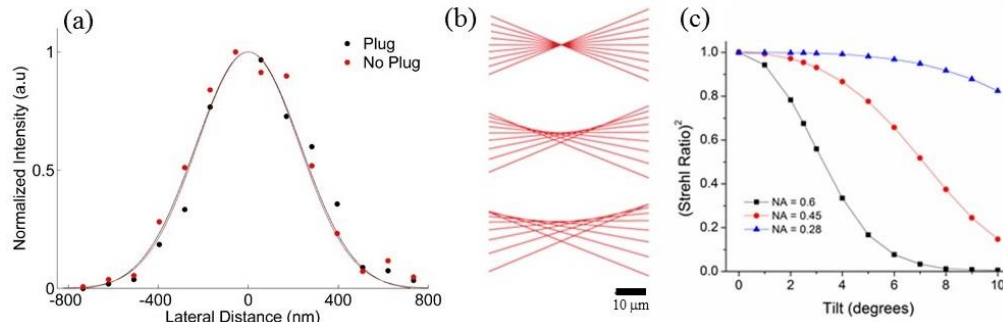 (a)
Normalized Intensity (a.u)
1
0.5
0
-800
-400
0
400
800
Lateral Distance (nm)
Plug
No Plug
(b)
10 μm
(c)
(Strehl Ratio)²
1.0
0.8
0.6
0.4
0.2
0.0
NA = 0.6
NA = 0.45
NA = 0.28
0
2
4
6
8
10
Tilt (degrees)